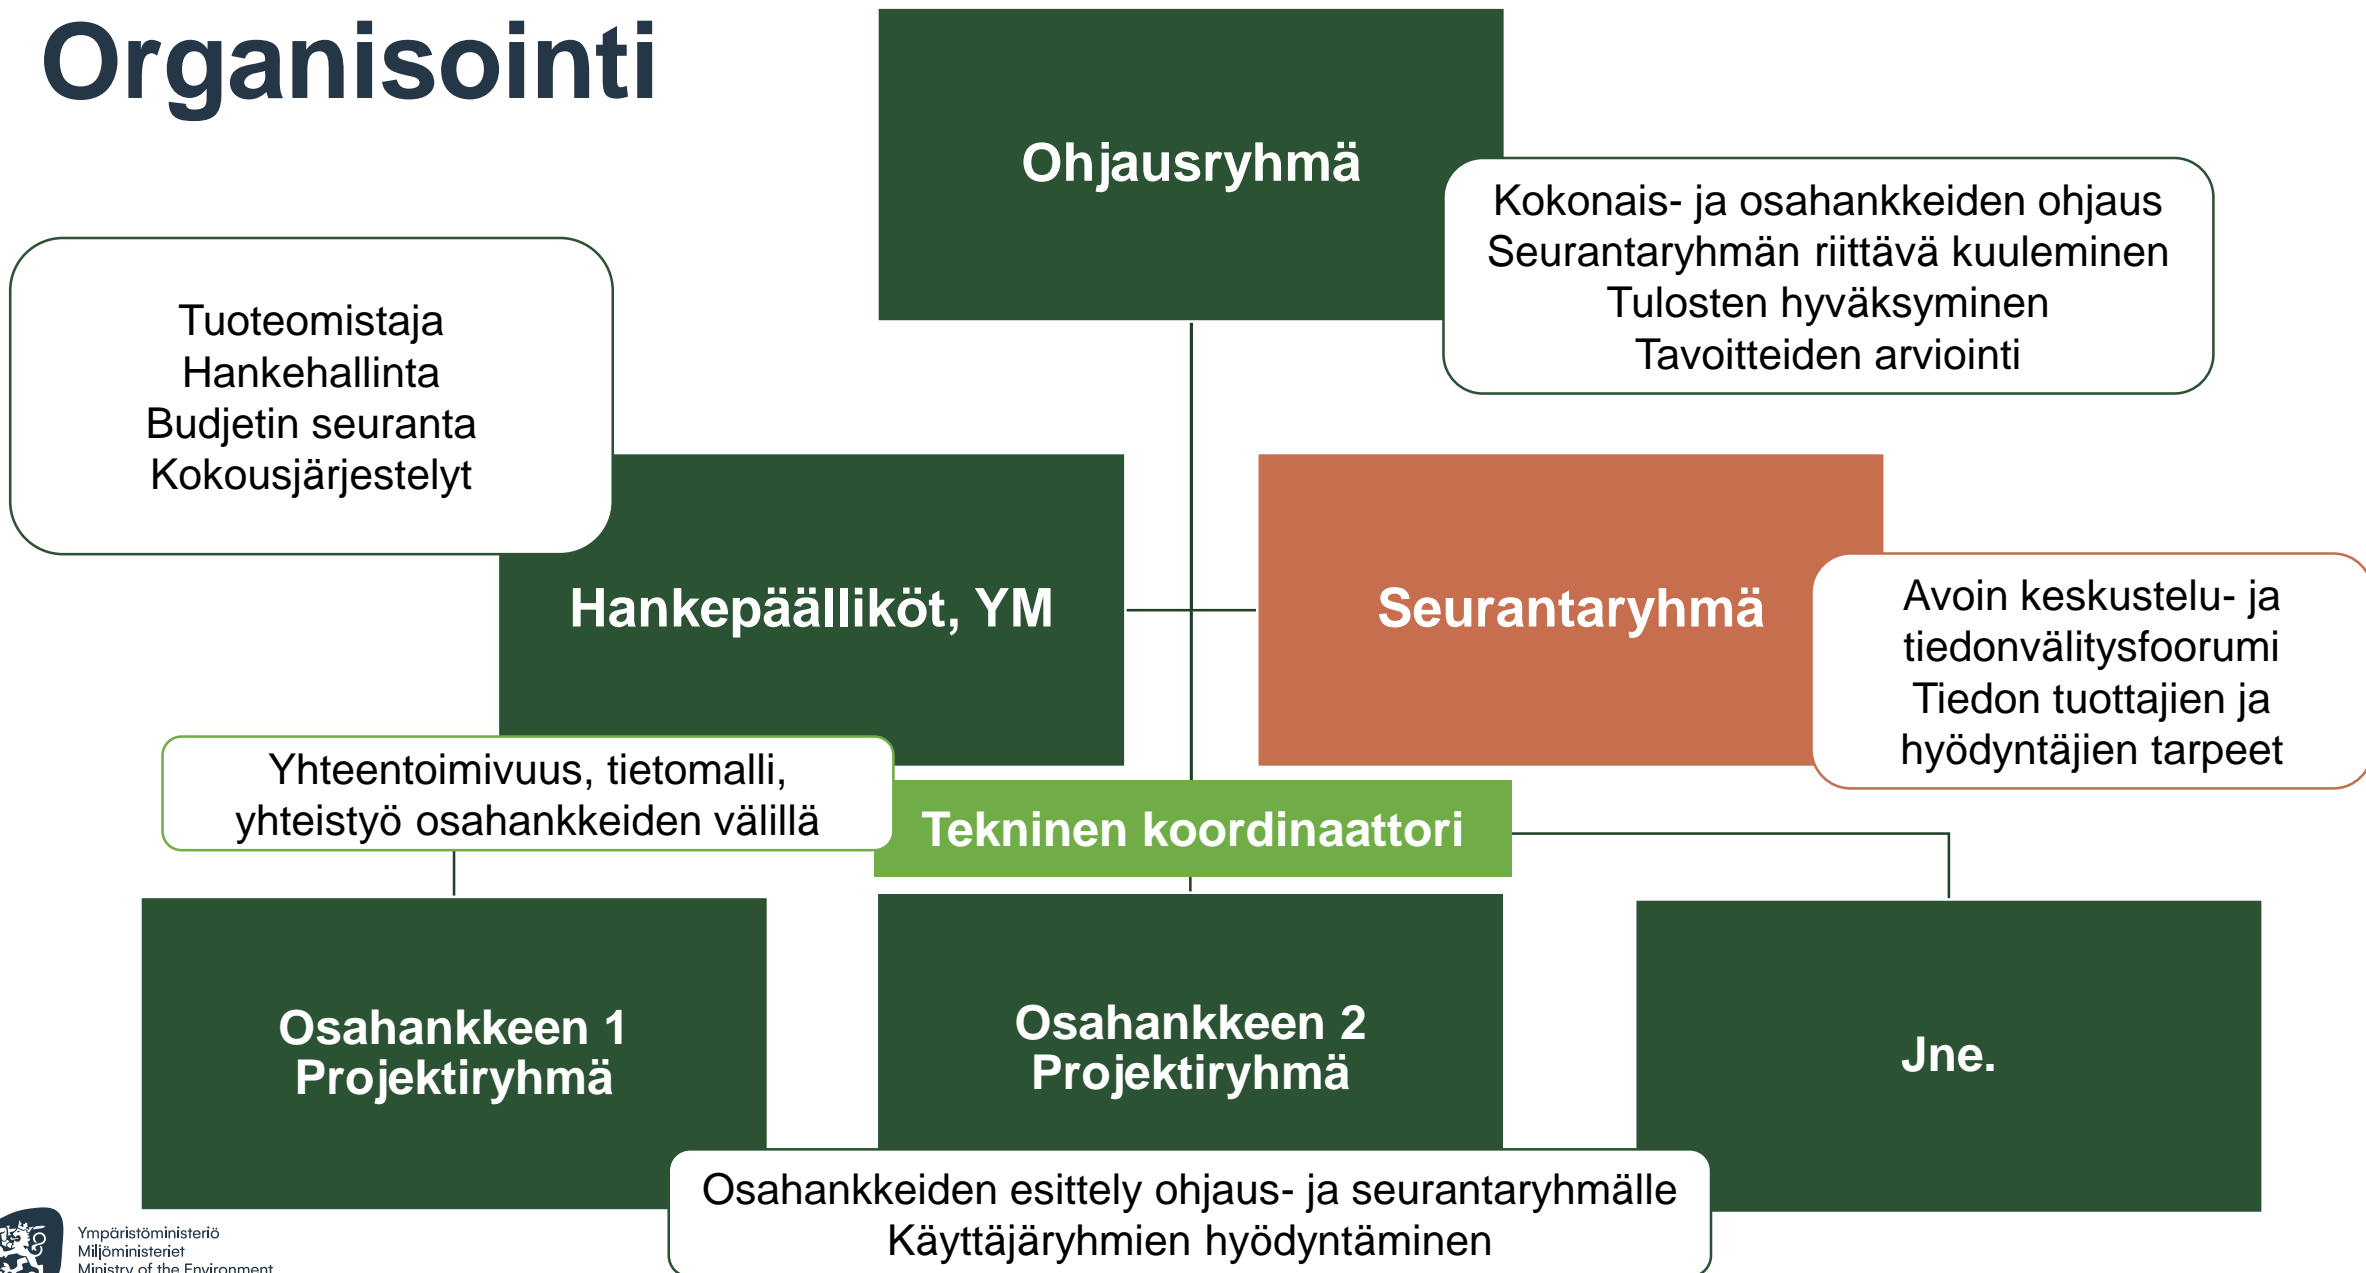 Organisointi
Ohjausryhmä
Kokonais- ja osahankkeiden ohjaus
Seurantaryhmän riittävä kuuleminen
Tulosten hyväksyminen
Tavoitteiden arviointi
Tuoteomistaja
Hankehallinta
Budjetin seuranta
Kokousjärjestelyt
Hankepäälliköt, YM
Seurantaryhmä
Avoin keskustelu- ja
tiedonvälitysfoorumi
Tiedon tuottajien ja
hyödyntäjien tarpeet
Yhteentoimivuus, tietomalli,
yhteistyö osahankkeiden välillä
Tekninen koordinaattori
Osahankkeen 1
Projektiryhmä
Osahankkeen 2
Projektiryhmä
Jne.
Osahankkeiden esittely ohjaus- ja seurantaryhmälle
Käyttäjäryhmien hyödyntäminen
Ympäristöministeriö
Miljöministeriet
Ministry of the Environment